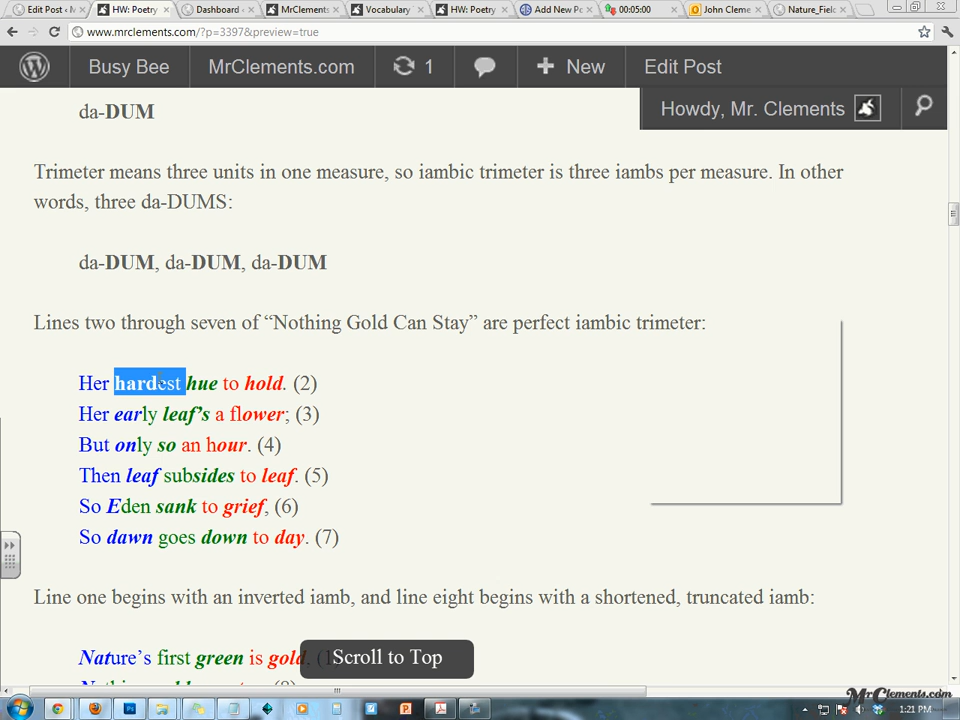 Edit Post ‹ HW: Poetry Dashboard MrClements. Vocabulary HW: Poetry Add New Po 00:05:00 John Cleme Nature_Fiel
www.mrclements.com/?p=3397&preview=true
Busy Bee MrClements.com 1 New Edit Post
Howdy, Mr. Clements
da-DUM
Trimeter means three units in one measure, so iambic trimeter is three iambs per measure. In other
words, three da-DUMS:
da-DUM, da-DUM, da-DUM
Lines two through seven of “Nothing Gold Can Stay” are perfect iambic trimeter:
Her hardest hue to hold. (2)
Her early leaf’s a flower; (3)
But only so an hour. (4)
Then leaf subsides to leaf. (5)
So Eden sank to grief, (6)
So dawn goes down to day. (7)
Line one begins with an inverted iamb, and line eight begins with a shortened, truncated iamb:
Nature’s first green is gold
Scroll to Top
MrClements.com
1:21 PM